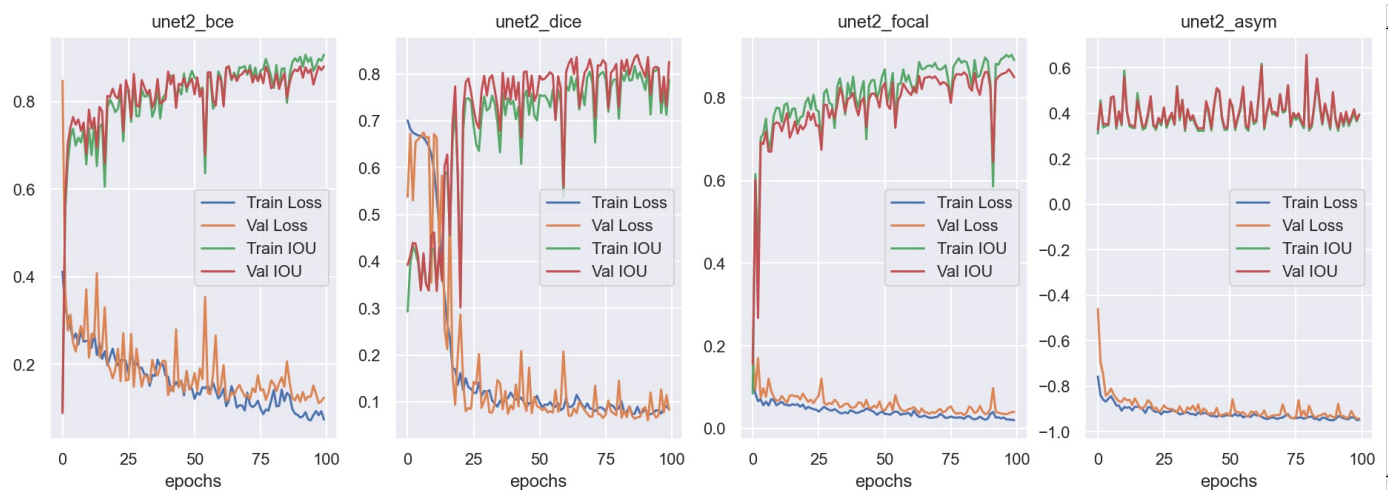 unet2_bce
0.8
0.6
0.4
0.2
Train Loss
Val Loss
Train IOU
Val IOU
0 25 50 75 100
epochs
unet2_dice
0.8
0.7
0.6
0.5
0.4
0.3
0.2
0.1
Train Loss
Val Loss
Train IOU
Val IOU
0 25 50 75 100
epochs
unet2_focal
0.8
0.6
0.4
0.2
0.0
Train Loss
Val Loss
Train IOU
Val IOU
0 25 50 75 100
epochs
unet2_asym
0.6
0.4
0.2
0.0
−0.2
−0.4
−0.6
−0.8
−1.0
Train Loss
Val Loss
Train IOU
Val IOU
0 25 50 75 100
epochs